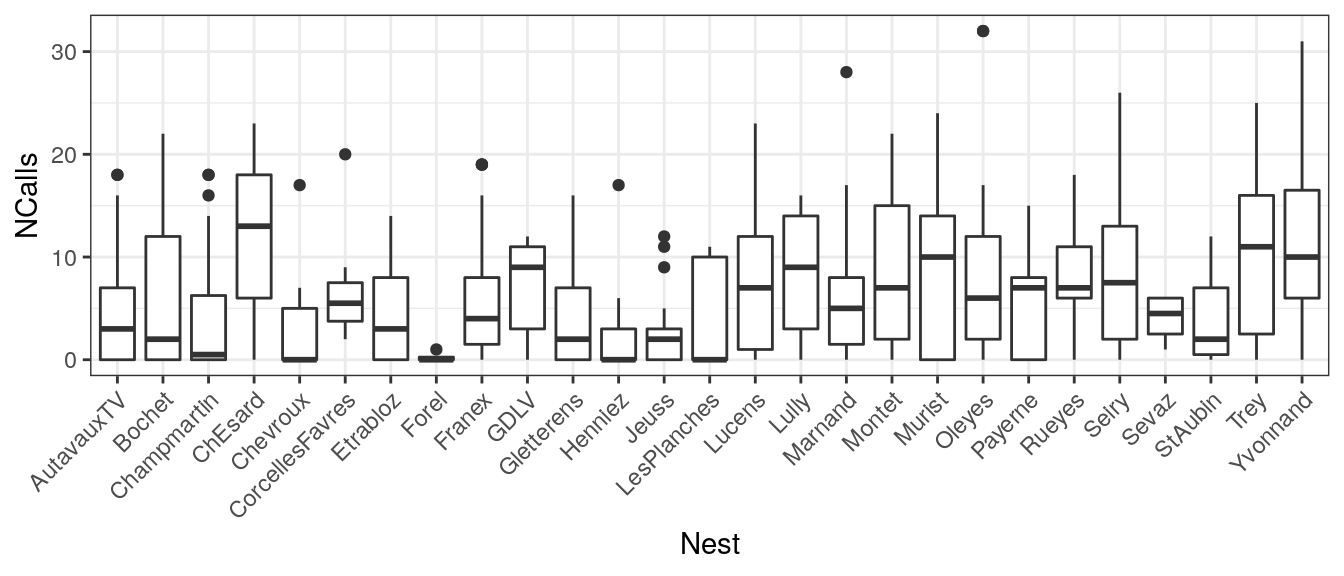 NCalls
30
20
10
0
AutavauxTV
Bochet
Champmartin
ChEsard
Chevroux
CorcellesFavres
Etrabloz
Forel
Franex
GDLV
Gletterens
Henniez
Jeuss
LesPlanches
Lucens
Lully
Marnand
Montet
Murist
Oleyes
Payerne
Rueyes
Seiry
Sevaz
StAubin
Trey
Yvonnand
Nest